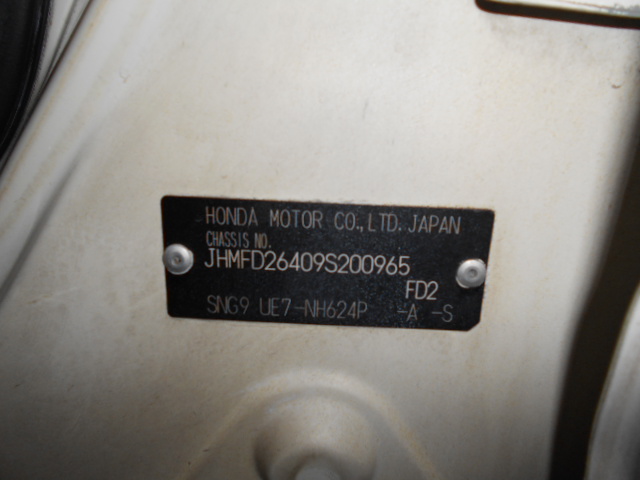 HONDA MOTOR CO.,LTD. JAPAN
CHASSIS NO.
JHMFD26409S200965
FD2
SNG9 UE7-NH624P -A -S